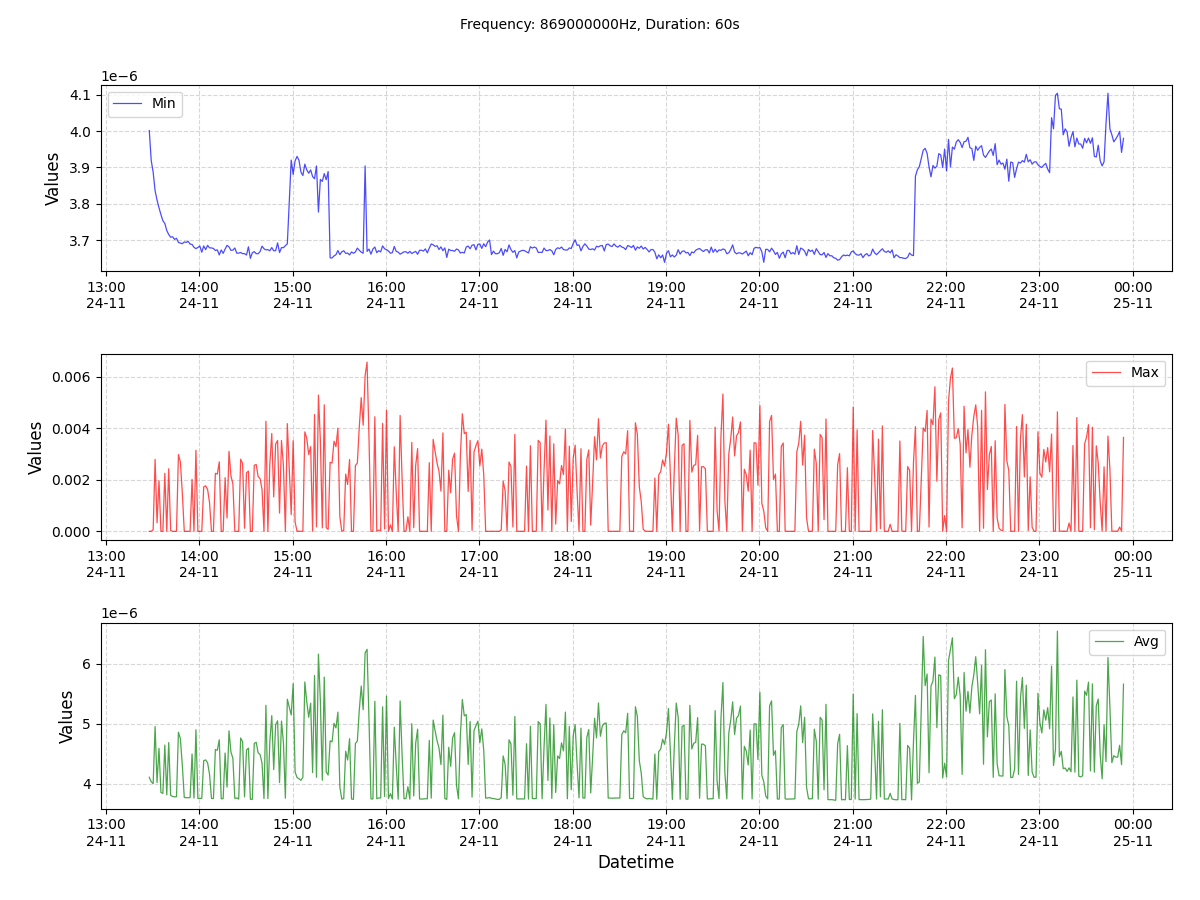 Frequency: 869000000Hz, Duration: 60s
1e−6
Min
Values
4.1
4.0
3.9
3.8
3.7
13:00 14:00 15:00 16:00 17:00 18:00 19:00 20:00 21:00 22:00 23:00 00:00
24-11 24-11 24-11 24-11 24-11 24-11 24-11 24-11 24-11 24-11 24-11 25-11
Max
Values
0.006
0.004
0.002
0.000
13:00 14:00 15:00 16:00 17:00 18:00 19:00 20:00 21:00 22:00 23:00 00:00
24-11 24-11 24-11 24-11 24-11 24-11 24-11 24-11 24-11 24-11 24-11 25-11
1e−6
Avg
Values
6
5
4
13:00 14:00 15:00 16:00 17:00 18:00 19:00 20:00 21:00 22:00 23:00 00:00
24-11 24-11 24-11 24-11 24-11 24-11 24-11 24-11 24-11 24-11 24-11 25-11
Datetime